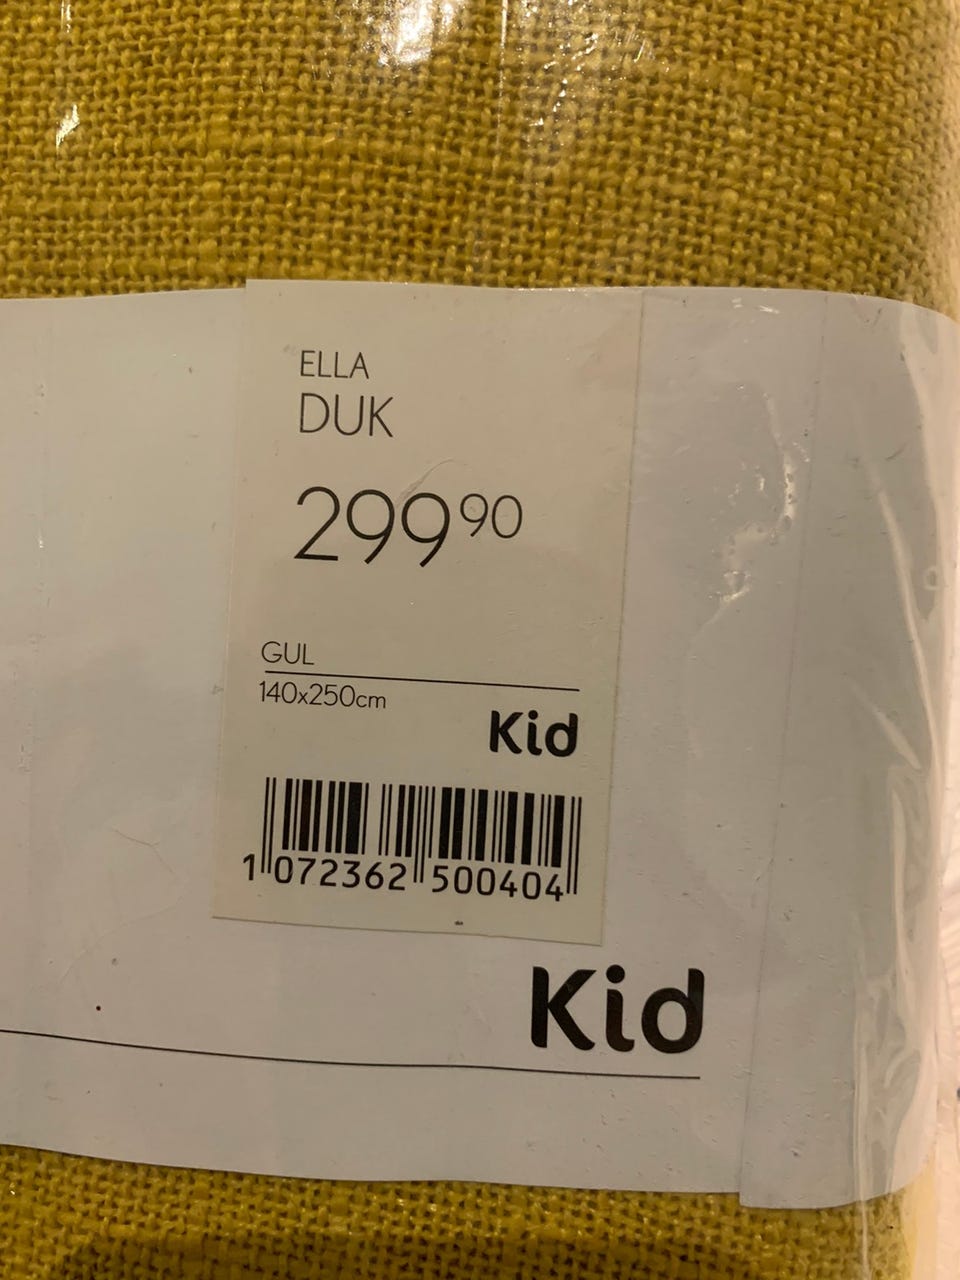 ELLA
DUK
299 90
GUL
140x250cm
Kid
1 072362 500404
Kid